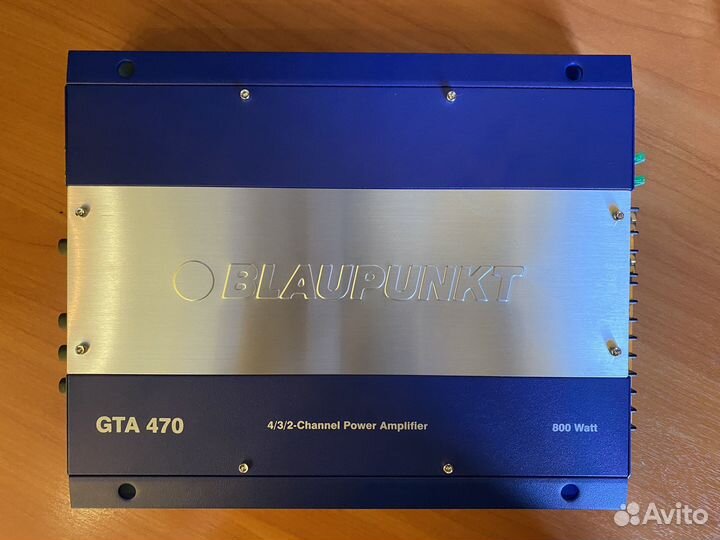 BLAUPUNKT
GTA 470
4/3/2-Channel Power Amplifier
800 Watt
Avito